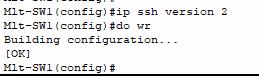 Mlt-SW1(config)#ip ssh version 2
Mlt-SW1(config)#do wr
Building configuration...
[OK]
Mlt-SW1(config)#